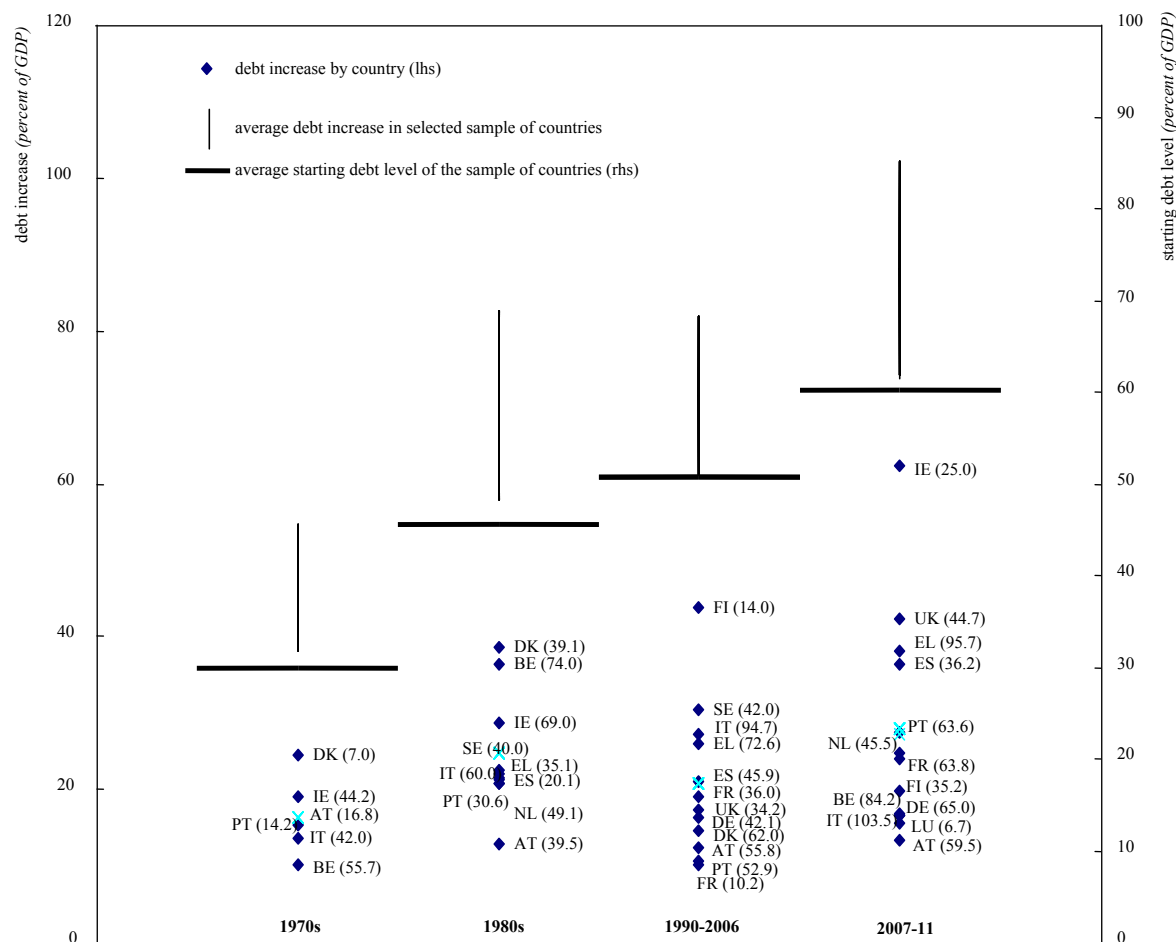 debt increase (percent of GDP)
starting debt level (percent of GDP)
120
100
80
60
40
20
0
100
90
80
70
60
50
40
30
20
10
0
debt increase by country (lhs)
average debt increase in selected sample of countries
average starting debt level of the sample of countries (rhs)
DK (7.0)
IE (44.2)
AT (16.8)
PT (14.2)
IT (42.0)
BE (55.7)
DK (39.1)
BE (74.0)
IE (69.0)
SE (40.0)
EL (35.1)
IT (60.0)
ES (20.1)
PT (30.6)
NL (49.1)
AT (39.5)
FI (14.0)
SE (42.0)
IT (94.7)
EL (72.6)
ES (45.9)
FR (36.0)
UK (34.2)
DE (42.1)
DK (62.0)
AT (55.8)
PT (52.9)
FR (10.2)
IE (25.0)
UK (44.7)
EL (95.7)
ES (36.2)
PT (63.6)
NL (45.5)
FR (63.8)
FI (35.2)
BE (84.2)
DE (65.0)
IT (103.5)
LU (6.7)
AT (59.5)
1970s
1980s
1990-2006
2007-11